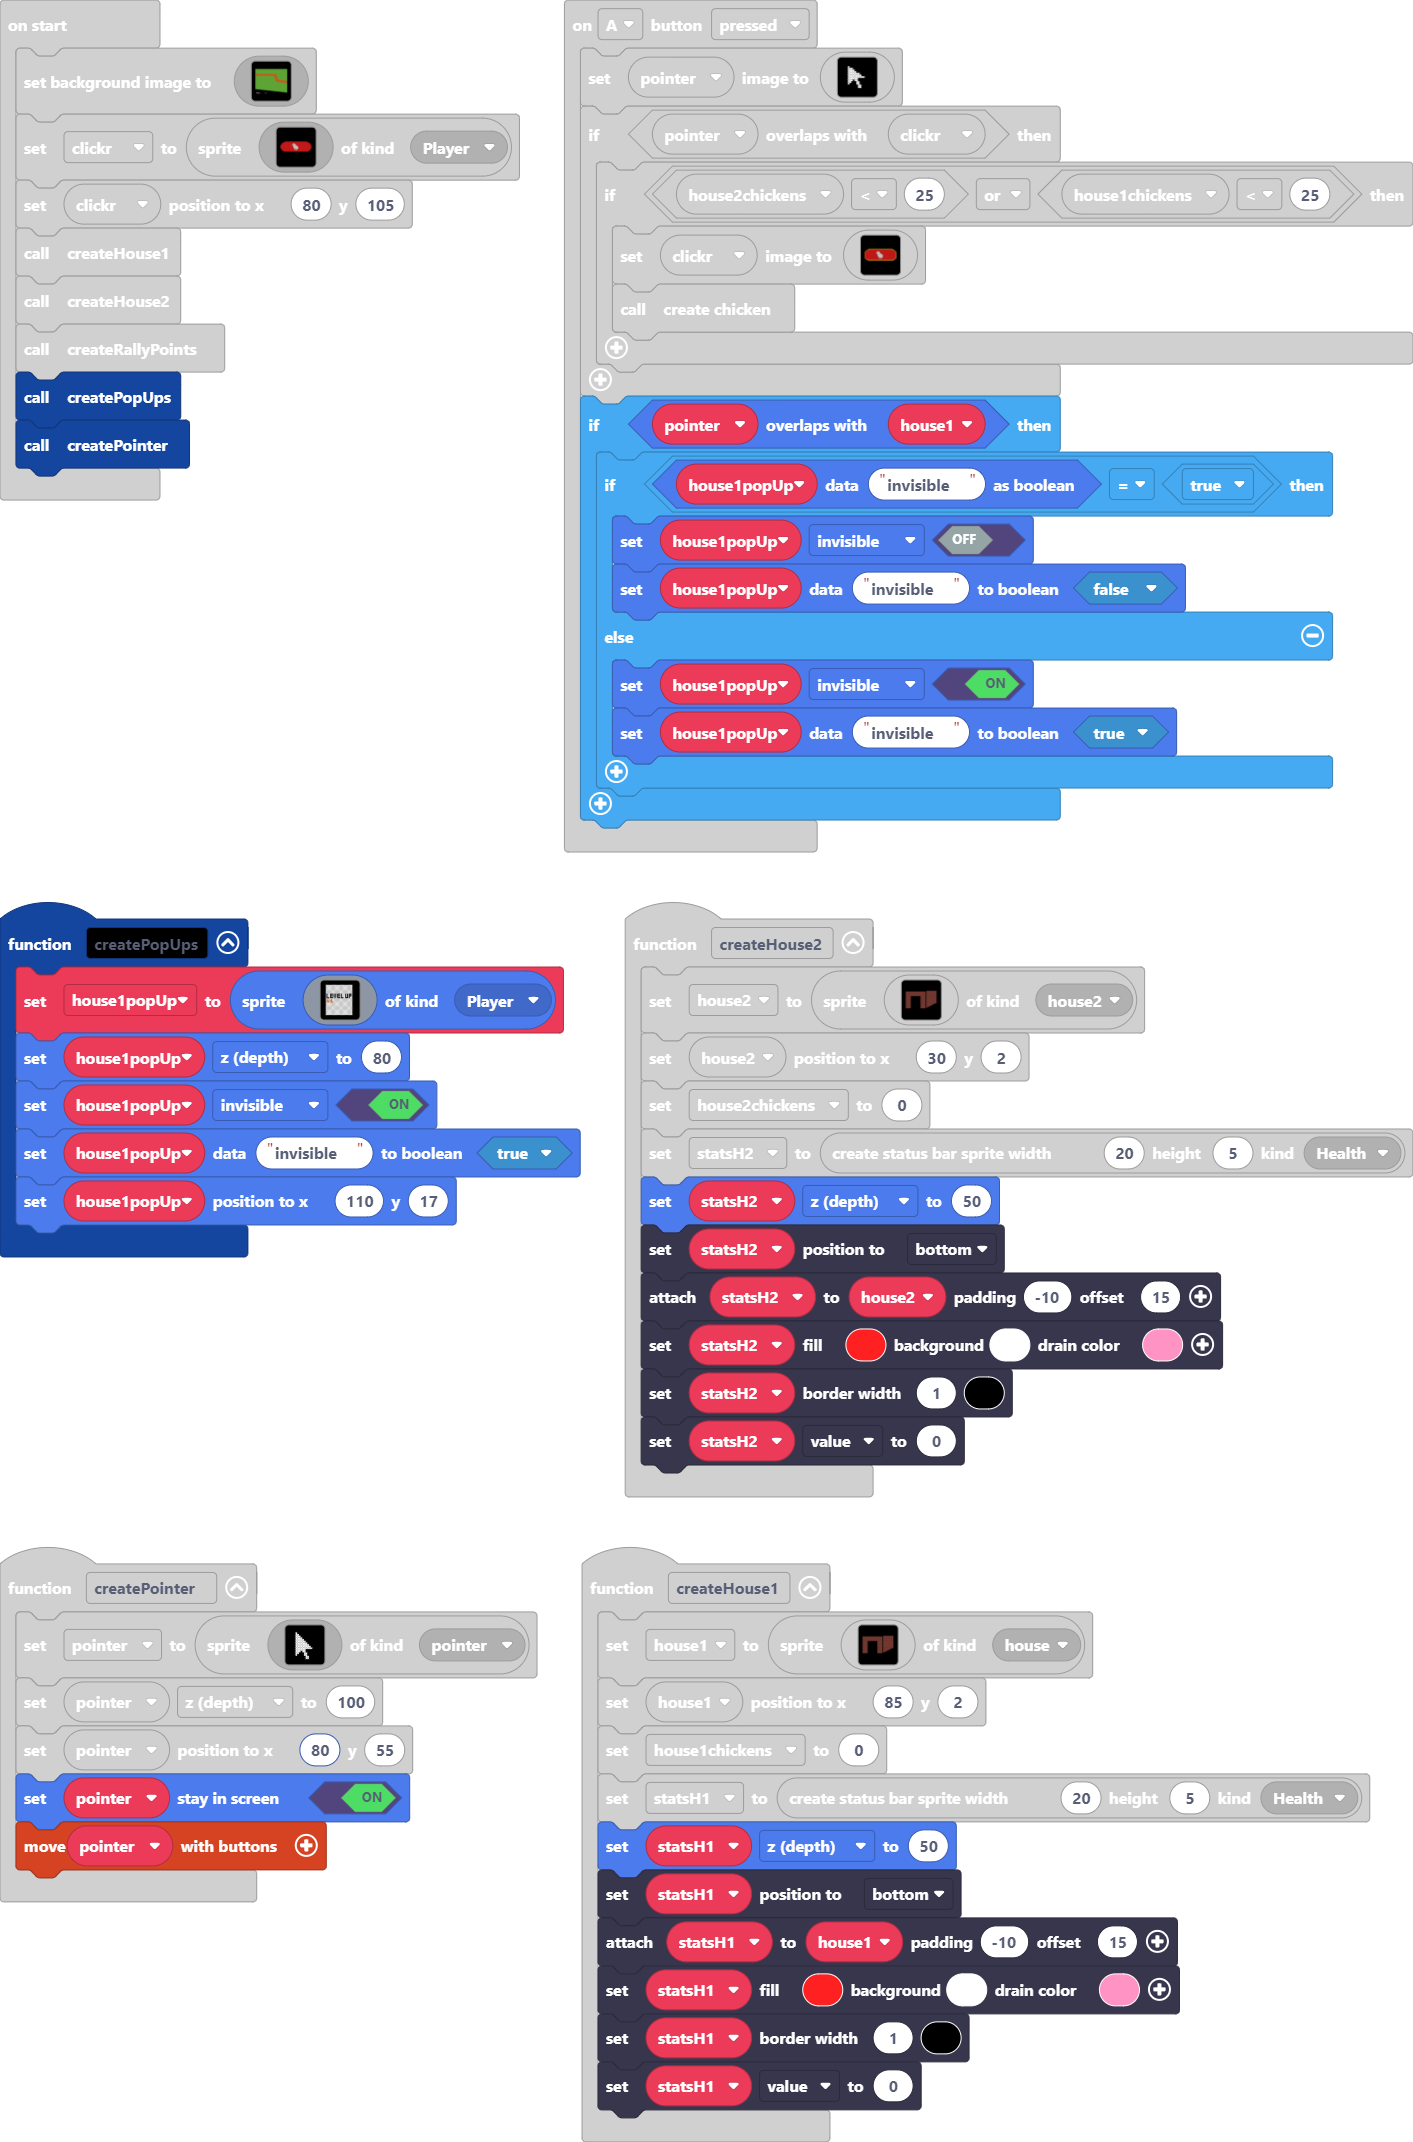 on start
set background image to
set clickr to sprite of kind Player
set clickr position to x 80 y 105
call createHouse1
call createHouse2
call createRallyPoints
call createPopUps
call createPointer
on A button pressed
set pointer image to
if pointer overlaps with clickr then
if house2chickens < 25 or house1chickens < 25 then
set clickr image to
call create chicken
if pointer overlaps with house1 then
if house1popUp data "invisible" as boolean = true then
set house1popUp invisible OFF
set house1popUp data "invisible" to boolean false
else
set house1popUp invisible ON
set house1popUp data "invisible" to boolean true
function createPopUps
set house1popUp to sprite LEVEL UP of kind Player
set house1popUp z (depth) to 80
set house1popUp invisible ON
set house1popUp data "invisible" to boolean true
set house1popUp position to x 110 y 17
function createHouse2
set house2 to sprite of kind house2
set house2 position to x 30 y 2
set house2chickens to 0
set statsH2 to create status bar sprite width 20 height 5 kind Health
set statsH2 z (depth) to 50
set statsH2 position to bottom
attach statsH2 to house2 padding -10 offset 15
set statsH2 fill background drain color
set statsH2 border width 1
set statsH2 value to 0
function createPointer
set pointer to sprite of kind pointer
set pointer z (depth) to 100
set pointer position to x 80 y 55
set pointer stay in screen ON
move pointer with buttons
function createHouse1
set house1 to sprite of kind house
set house1 position to x 85 y 2
set house1chickens to 0
set statsH1 to create status bar sprite width 20 height 5 kind Health
set statsH1 z (depth) to 50
set statsH1 position to bottom
attach statsH1 to house1 padding -10 offset 15
set statsH1 fill background drain color
set statsH1 border width 1
set statsH1 value to 0